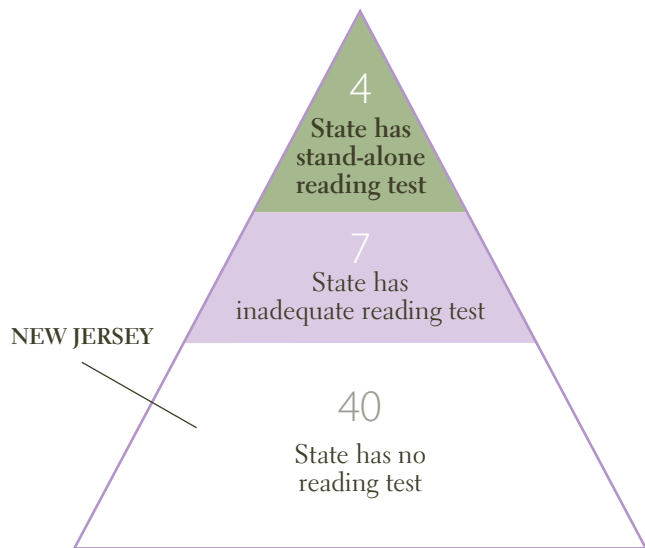 4
State has
stand-alone
reading test
7
State has
inadequate reading test
NEW JERSEY
40
State has no
reading test